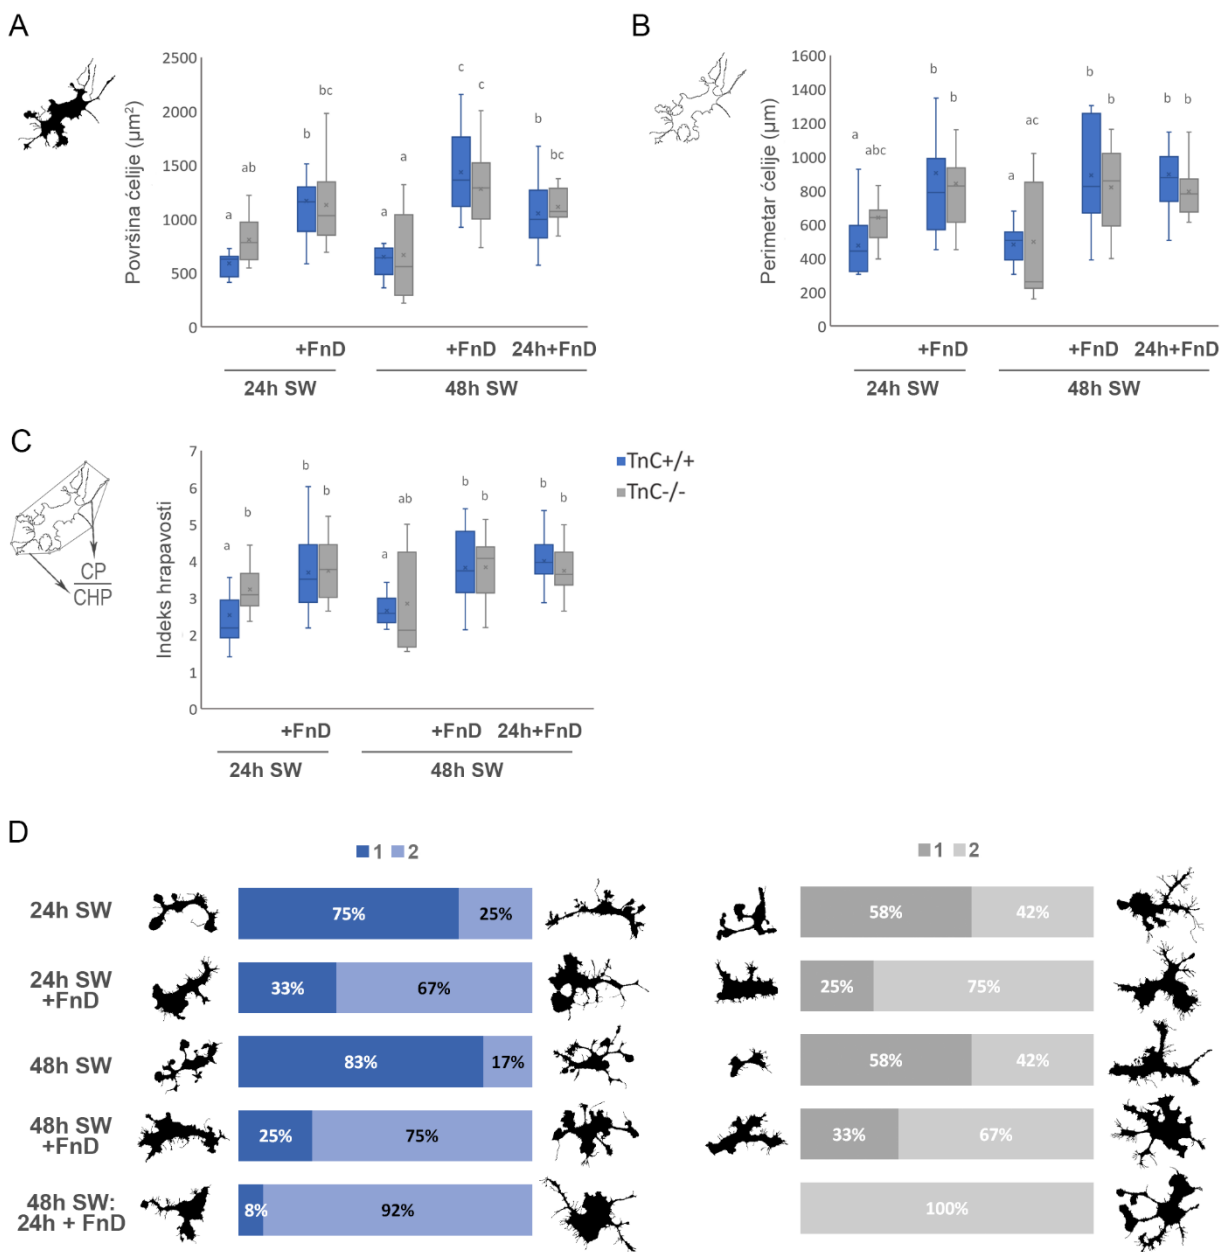 A
Površina ćelije (µm²)
2500
2000
1500
1000
500
0
a
ab
b
bc
a
a
c
c
b
bc
+FnD
+FnD
24h+FnD
24h SW
48h SW
B
Perimetar ćelije (µm)
1600
1400
1200
1000
800
600
400
200
0
a
abc
b
b
a
ac
b
b
b
b
+FnD
+FnD
24h+FnD
24h SW
48h SW
C
CP
CHP
Indeks hrapavosti
7
6
5
4
3
2
1
0
a
b
b
b
a
ab
b
b
b
b
+FnD
+FnD
24h+FnD
24h SW
48h SW
TnC+/+
TnC-/-
D
1 2
1 2
24h SW
75% 25%
58% 42%
24h SW
+FnD
33% 67%
25% 75%
48h SW
83% 17%
58% 42%
48h SW
+FnD
25% 75%
33% 67%
48h SW:
24h + FnD
8% 92%
100%